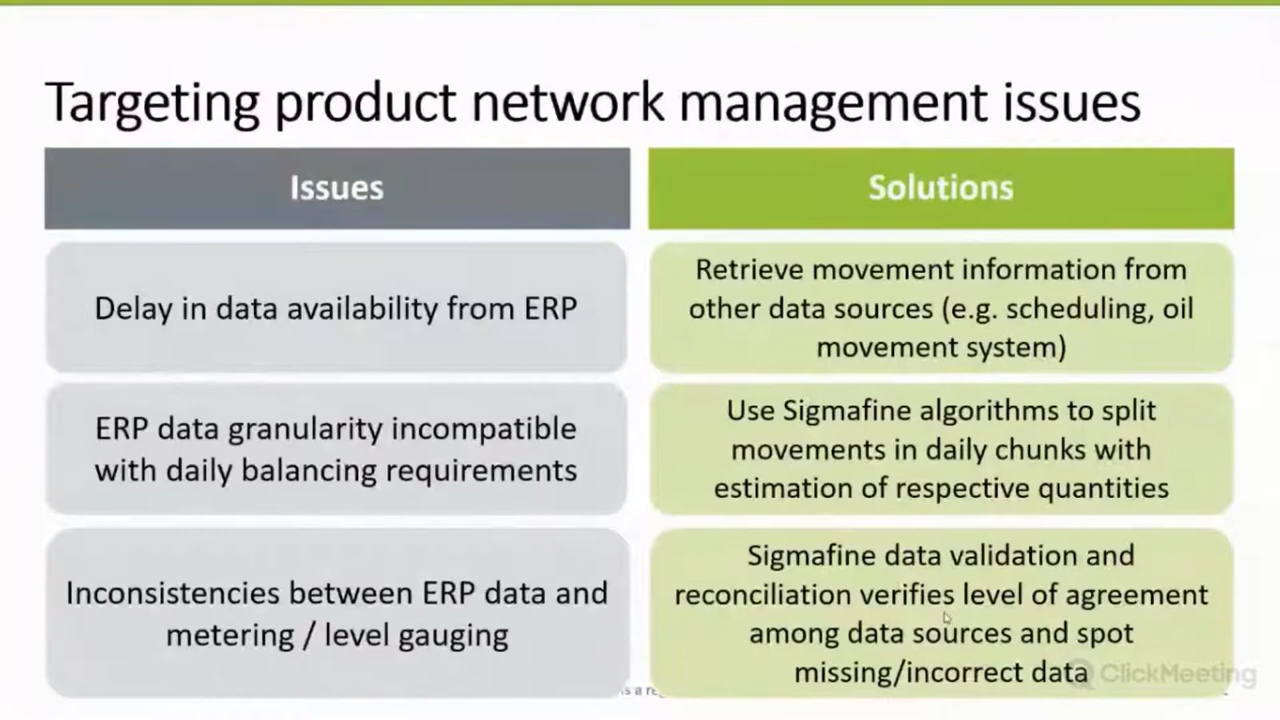 Targeting product network management issues
Issues
Solutions
Delay in data availability from ERP
Retrieve movement information from
other data sources (e.g. scheduling, oil
movement system)
ERP data granularity incompatible
with daily balancing requirements
Use Sigmafine algorithms to split
movements in daily chunks with
estimation of respective quantities
Inconsistencies between ERP data and
metering / level gauging
Sigmafine data validation and
reconciliation verifies level of agreement
among data sources and spot
missing/incorrect data
ClickMeeting
is a